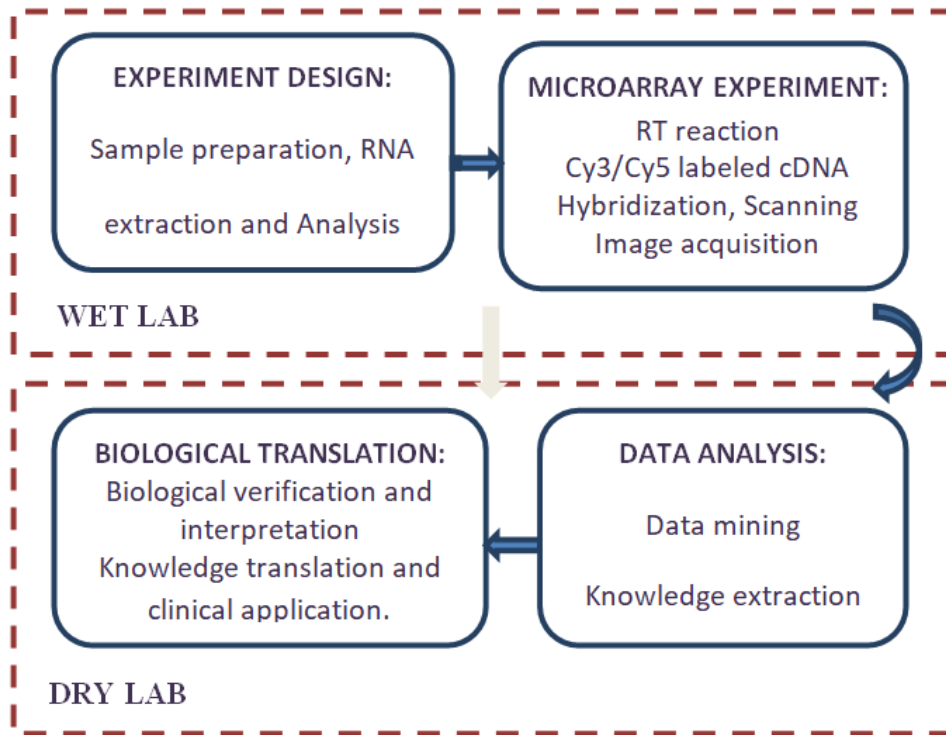 EXPERIMENT DESIGN:
Sample preparation, RNA
extraction and Analysis
MICROARRAY EXPERIMENT:
RT reaction
Cy3/Cy5 labeled cDNA
Hybridization, Scanning
Image acquisition
WET LAB
BIOLOGICAL TRANSLATION:
Biological verification and
interpretation
Knowledge translation and
clinical application.
DATA ANALYSIS:
Data mining
Knowledge extraction
DRY LAB